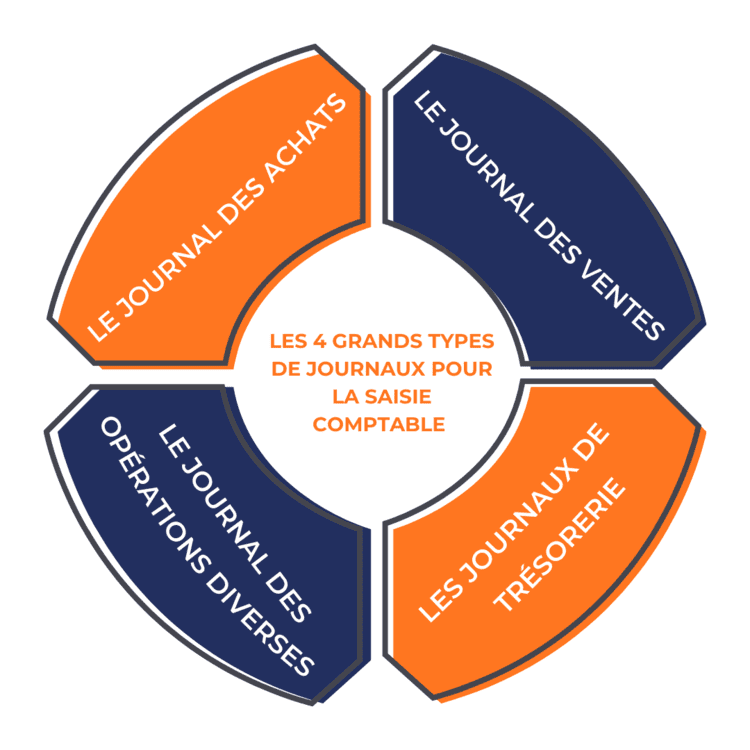 LE JOURNAL DES ACHATS
LE JOURNAL DES VENTES
LES 4 GRANDS TYPES
DE JOURNAUX POUR
LA SAISIE
COMPTABLE
LE JOURNAL DES
OPÉRATIONS DIVERSES
LES JOURNAUX DE
TRÉSORERIE